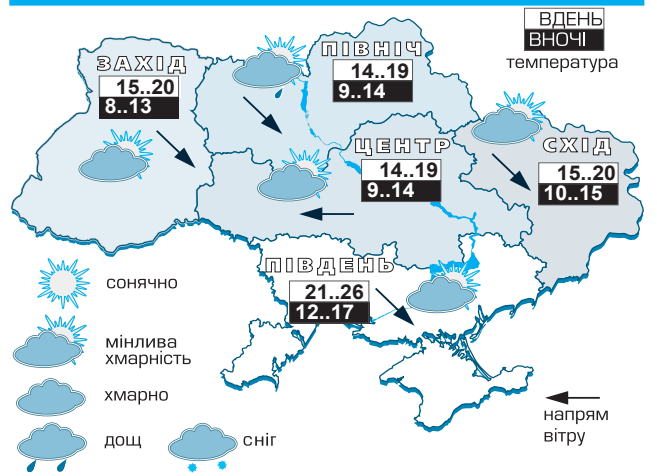 ВДЕНЬ
ВНОЧІ
температура
ПІВНІЧ
14..19
9..14
ЗАХІД
15..20
8..13
ЦЕНТР
14..19
9..14
СХІД
15..20
10..15
ПІВДЕНЬ
21..26
12..17
сонячно
мінлива
хмарність
хмарно
дощ
сніг
напрям
вітру